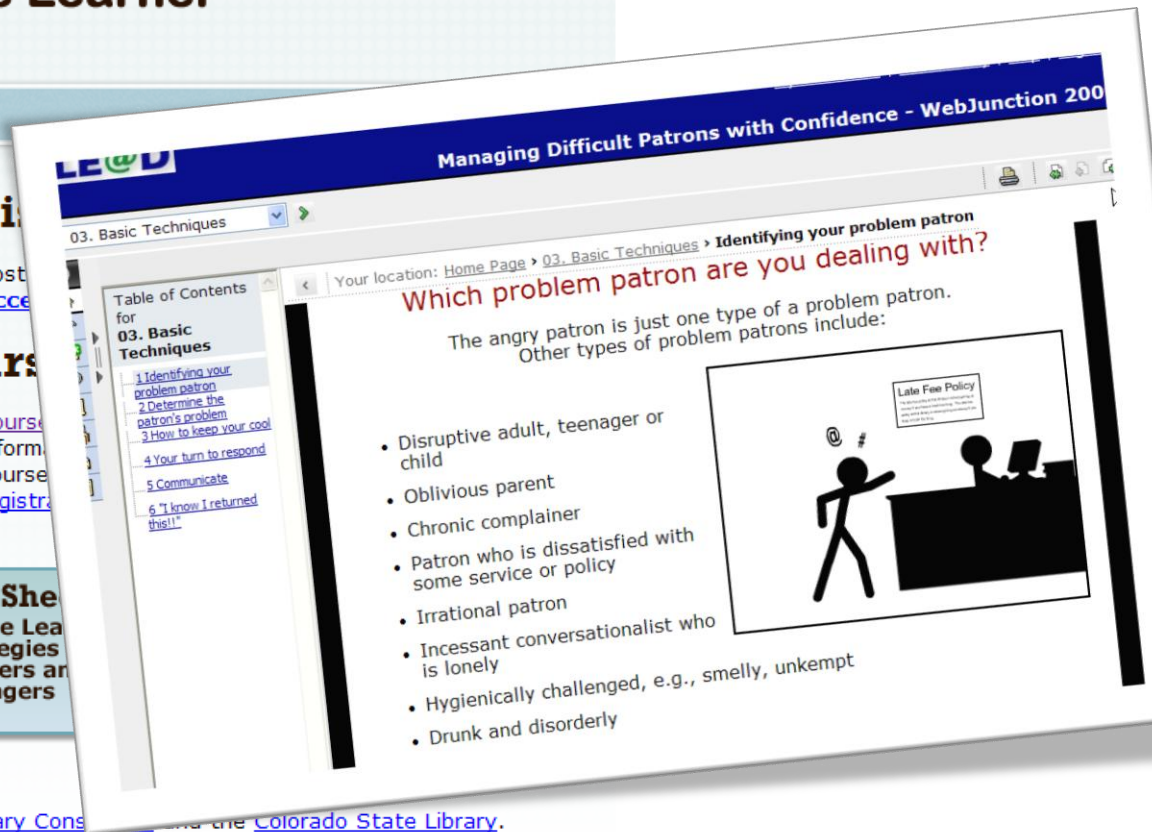 LE@D
Managing Difficult Patrons with Confidence - WebJunction 200
03. Basic Techniques
Your location: Home Page › 03. Basic Techniques › Identifying your problem patron
Table of Contents
for
03. Basic
Techniques
1 Identifying your
problem patron
2 Determine the
patron's problem
3 How to keep your cool
4 Your turn to respond
5 Communicate
6 "I know I returned
this!!"
Which problem patron are you dealing with?
The angry patron is just one type of a problem patron.
Other types of problem patrons include:
• Disruptive adult, teenager or
child
• Oblivious parent
• Chronic complainer
• Patron who is dissatisfied with
some service or policy
• Irrational patron
• Incessant conversationalist who
is lonely
• Hygienically challenged, e.g., smelly, unkempt
• Drunk and disorderly
Late Fee Policy
@ #
and the Colorado State Library.